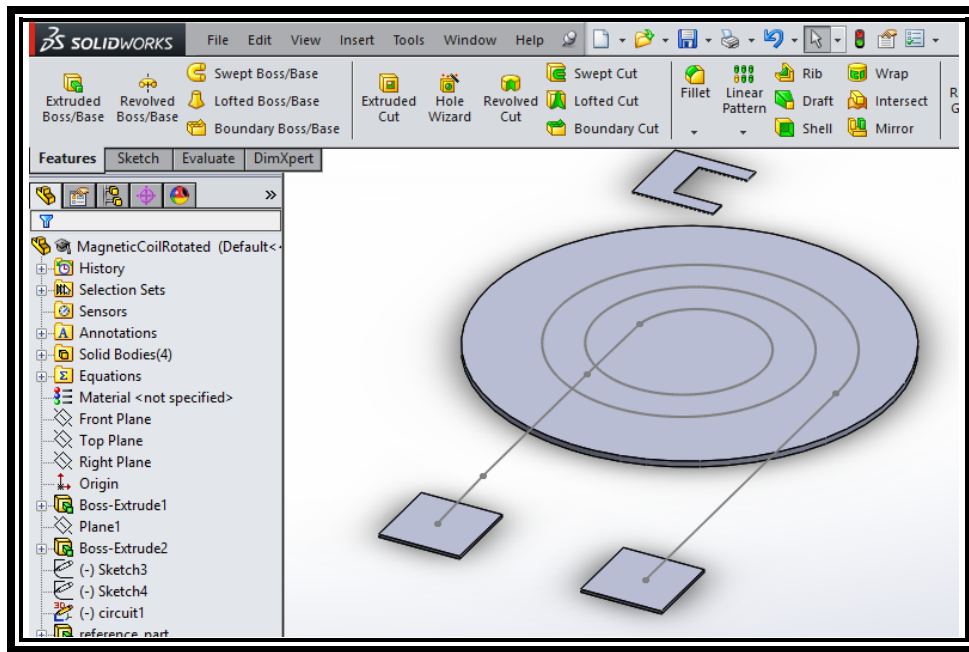 SOLIDWORKS File Edit View Insert Tools Window Help
Extruded Boss/Base
Revolved Boss/Base
Swept Boss/Base
Lofted Boss/Base
Boundary Boss/Base
Extruded Cut
Hole Wizard
Revolved Cut
Swept Cut
Lofted Cut
Boundary Cut
Fillet
Linear Pattern
Rib
Draft
Shell
Wrap
Intersect
Mirror
R
G
Features Sketch Evaluate DimXpert
MagneticCoilRotated (Default<
History
Selection Sets
Sensors
Annotations
Solid Bodies(4)
Equations
Material <not specified>
Front Plane
Top Plane
Right Plane
Origin
Boss-Extrude1
Plane1
Boss-Extrude2
(-) Sketch3
(-) Sketch4
(-) circuit1
reference_part